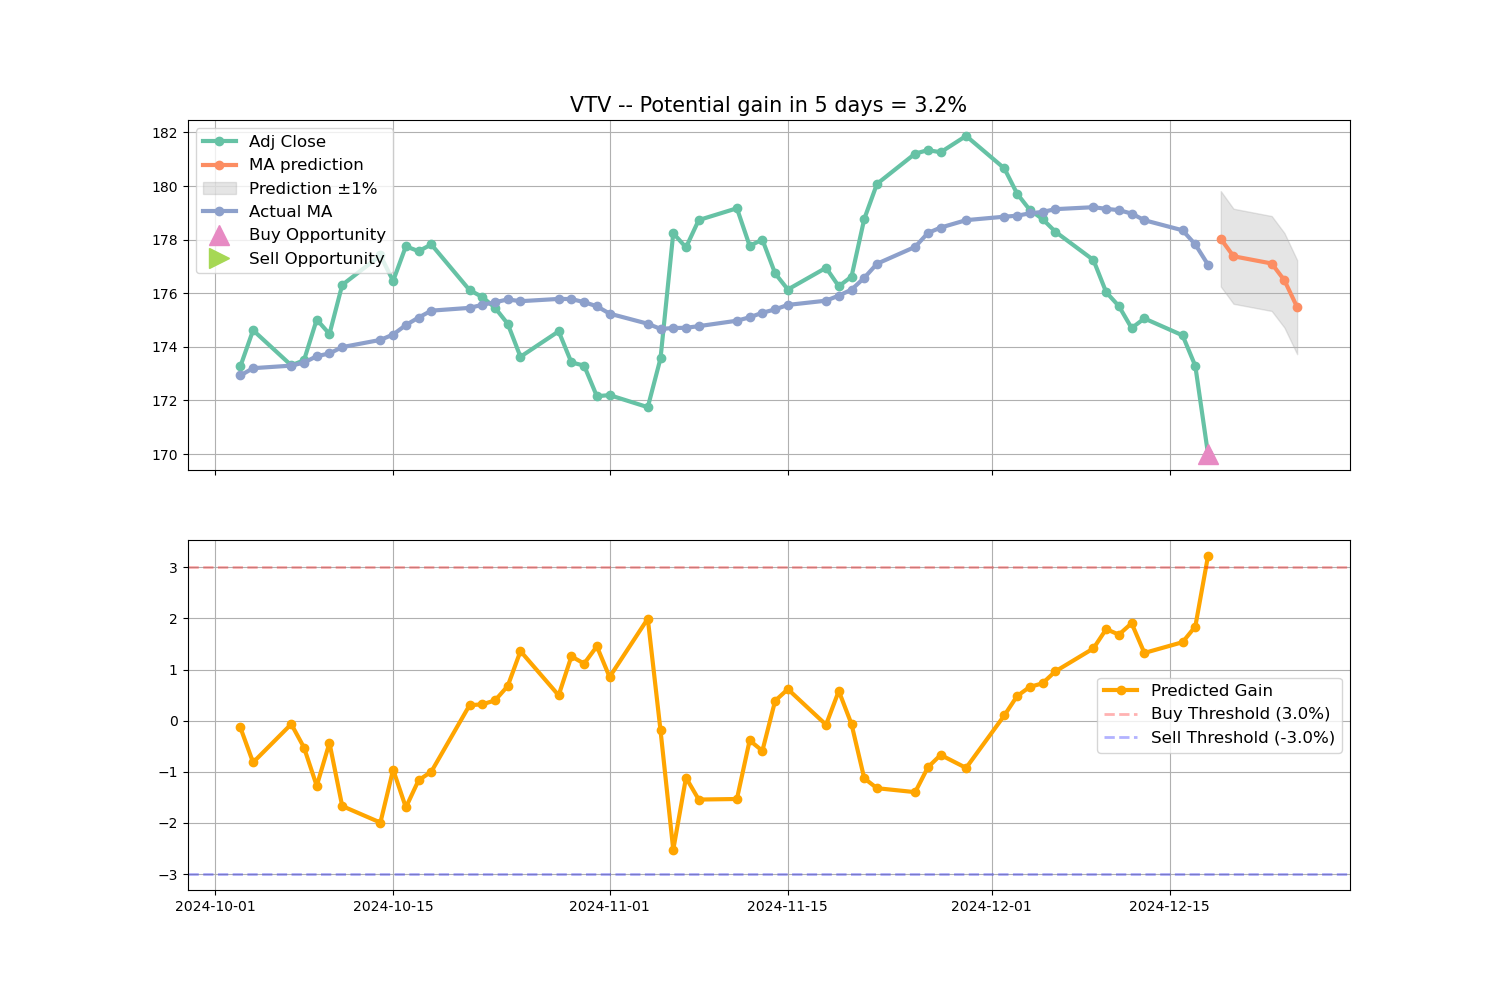 VTV -- Potential gain in 5 days = 3.2%
182
180
178
176
174
172
170
Adj Close
MA prediction
Prediction ±1%
Actual MA
Buy Opportunity
Sell Opportunity
3
2
1
0
−1
−2
−3
Predicted Gain
Buy Threshold (3.0%)
Sell Threshold (-3.0%)
2024-10-01
2024-10-15
2024-11-01
2024-11-15
2024-12-01
2024-12-15